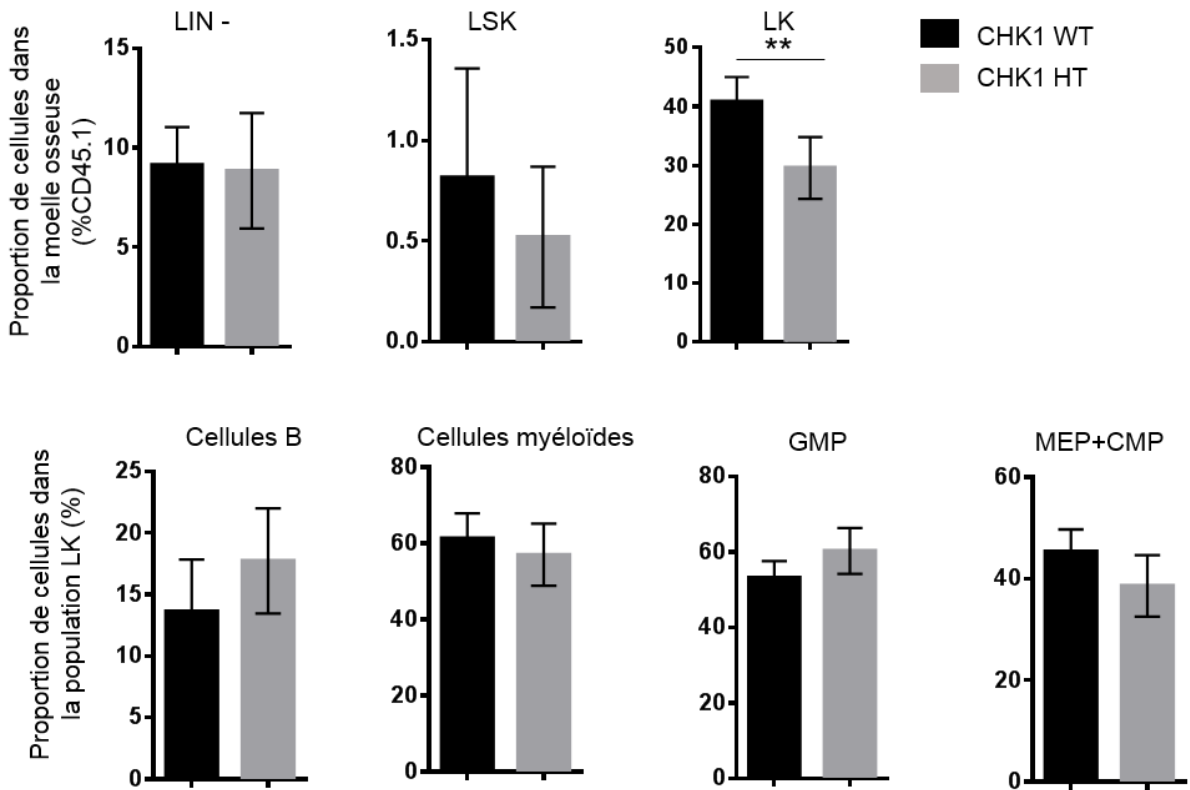 LIN -
LSK
LK
CHK1 WT
CHK1 HT
Proportion de cellules dans
la moelle osseuse
(%CD45.1)
15
10
5
0
1.5
1.0
0.5
0.0
**
50
40
30
20
10
0
Cellules B
Cellules myéloïdes
GMP
MEP+CMP
Proportion de cellules dans
la population LK (%)
25
20
15
10
5
0
80
60
40
20
0
80
60
40
20
0
60
40
20
0